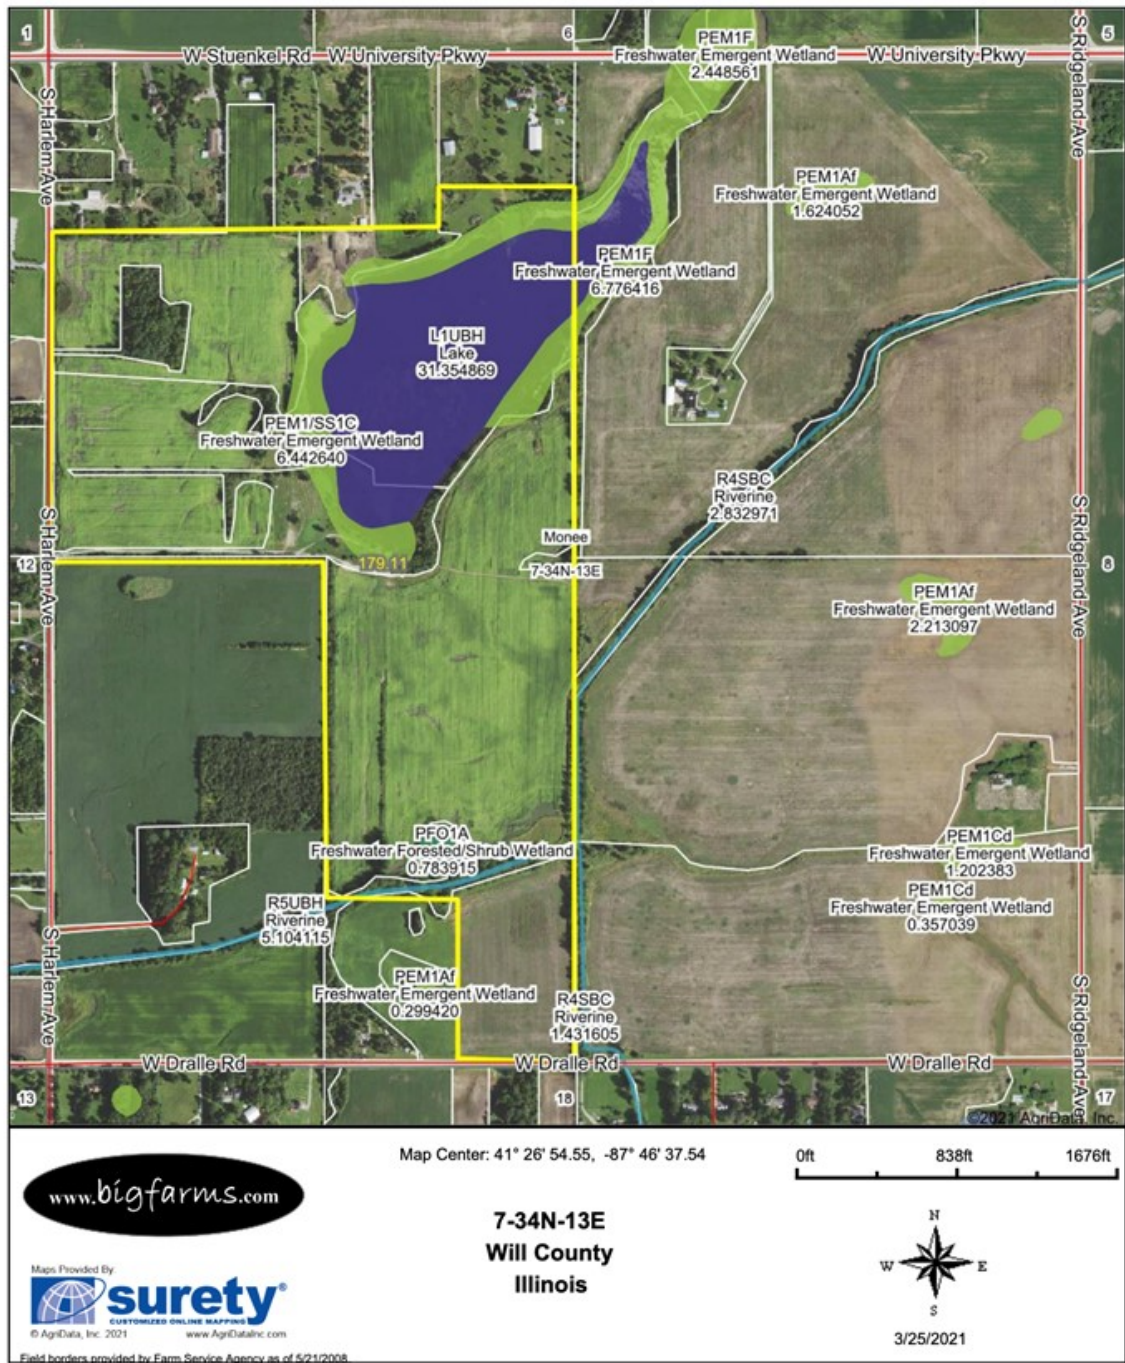 1
6
5
W Stuenkel Rd
W University Pkwy
PEM1F
Freshwater Emergent Wetland
2.448561
W University Pkwy
S Harlem Ave
S Ridgeland Ave
PEM1Af
Freshwater Emergent Wetland
1.624052
PEM1F
Freshwater Emergent Wetland
6.776416
L1UBH
Lake
31.354869
PEM1/SS1C
Freshwater Emergent Wetland
6.442640
R4SBC
Riverine
2.832971
S Harlem Ave
S Ridgeland Ave
Monee
12
179.11
7-34N-13E
8
PEM1Af
Freshwater Emergent Wetland
2.213097
PFO1A
Freshwater Forested/Shrub Wetland
0.783915
PEM1Cd
Freshwater Emergent Wetland
1.202383
PEM1Cd
Freshwater Emergent Wetland
0.357039
R5UBH
Riverine
5.104115
S Harlem Ave
PEM1Af
Freshwater Emergent Wetland
0.299420
R4SBC
Riverine
1.431605
S Ridgeland Ave
W Dralle Rd
W Dralle Rd
W Dralle Rd
13
18
17
©2021 AgriData, Inc.
Map Center: 41° 26' 54.55, -87° 46' 37.54
0ft
838ft
1676ft
www.bigfarms.com
7-34N-13E
Will County
Illinois
N
W
E
S
Maps Provided By:
surety®
CUSTOMIZED ONLINE MAPPING
© AgriData, Inc. 2021
www.AgriDataInc.com
3/25/2021
Field borders provided by Farm Service Agency as of 5/21/2008.